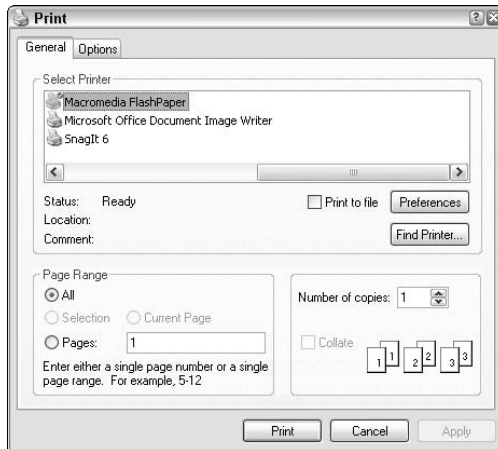 Print
General Options
Select Printer
Macromedia FlashPaper
Microsoft Office Document Image Writer
SnagIt 6
Status: Ready
Print to file Preferences
Location:
Comment:
Find Printer...
Page Range
All
Selection Current Page
Pages: 1
Enter either a single page number or a single
page range. For example, 5-12
Number of copies: 1
Collate
1 1 2 2 3 3
Print Cancel Apply